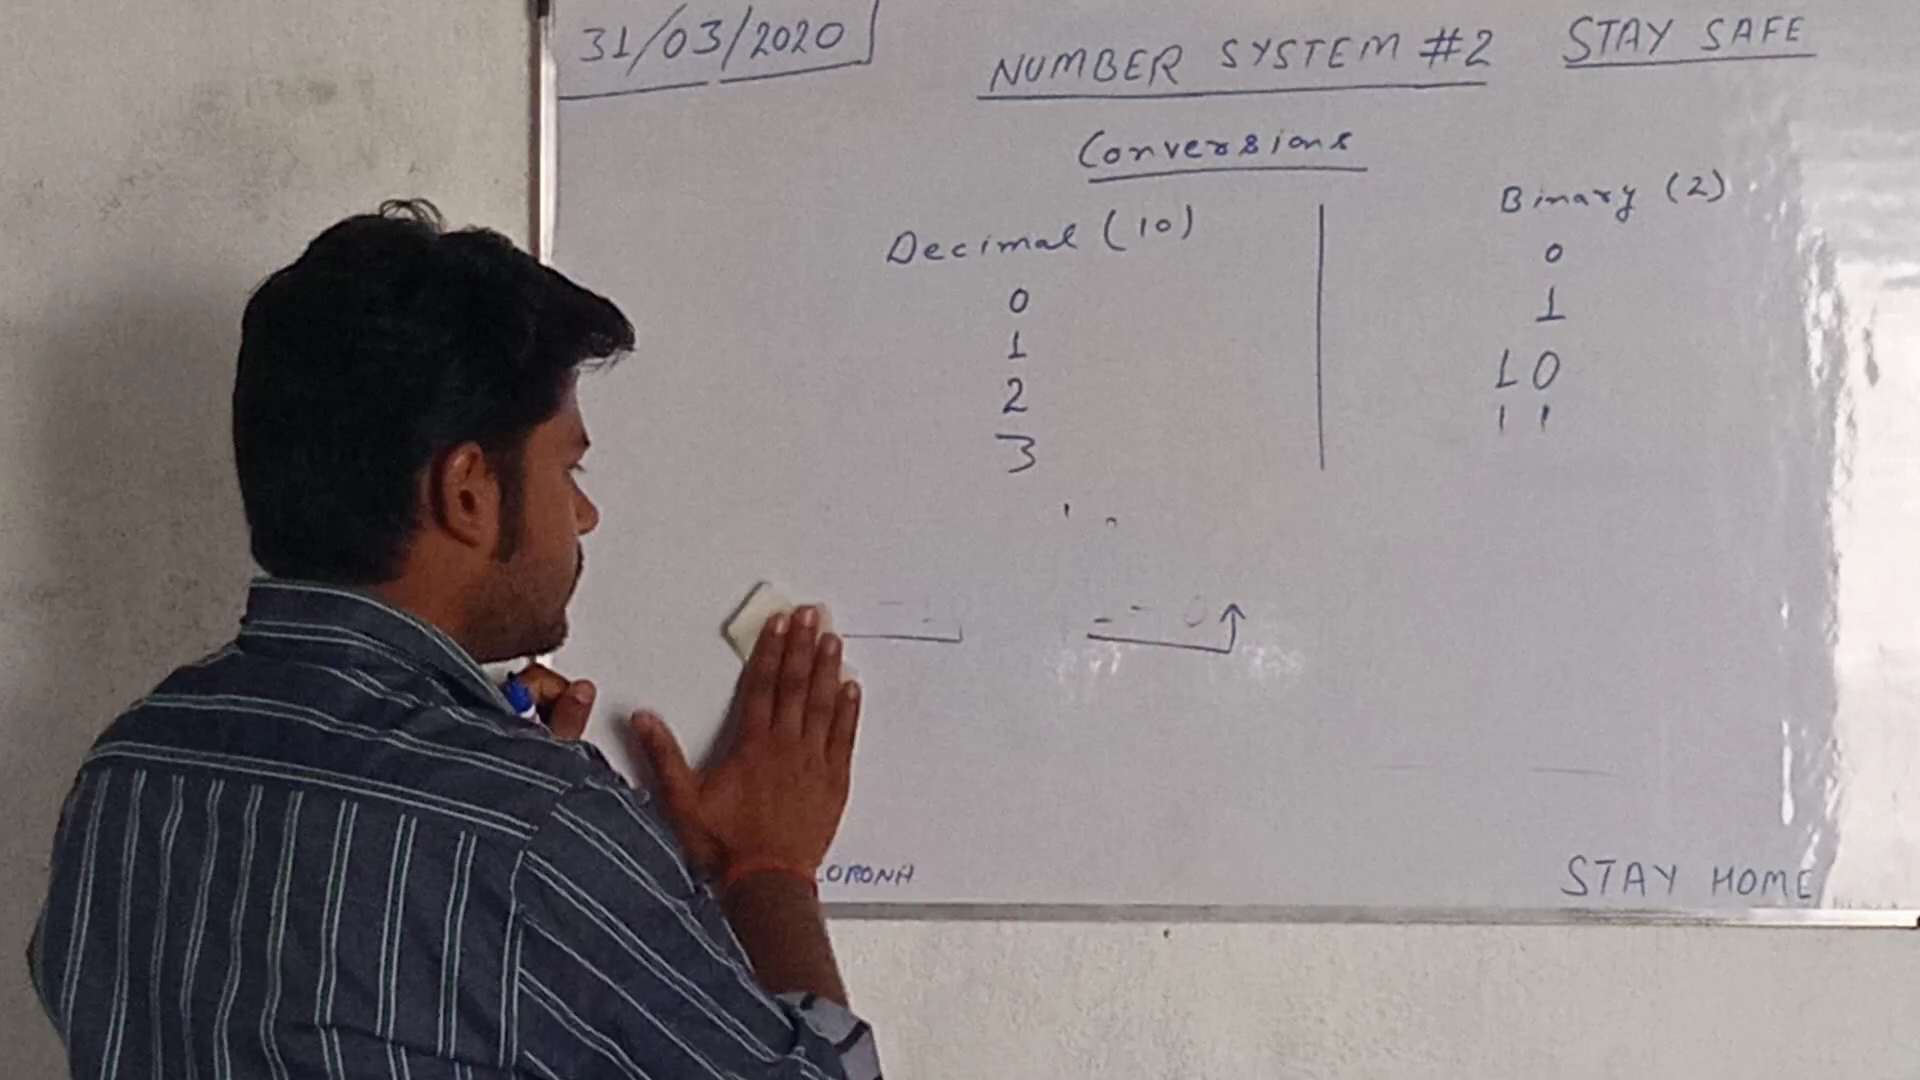 31/03/2020
NUMBER SYSTEM #2
STAY SAFE
Conversions
Decimal (10)
Binary (2)
0
0
1
1
2
10
3
11
CORONA
STAY HOME